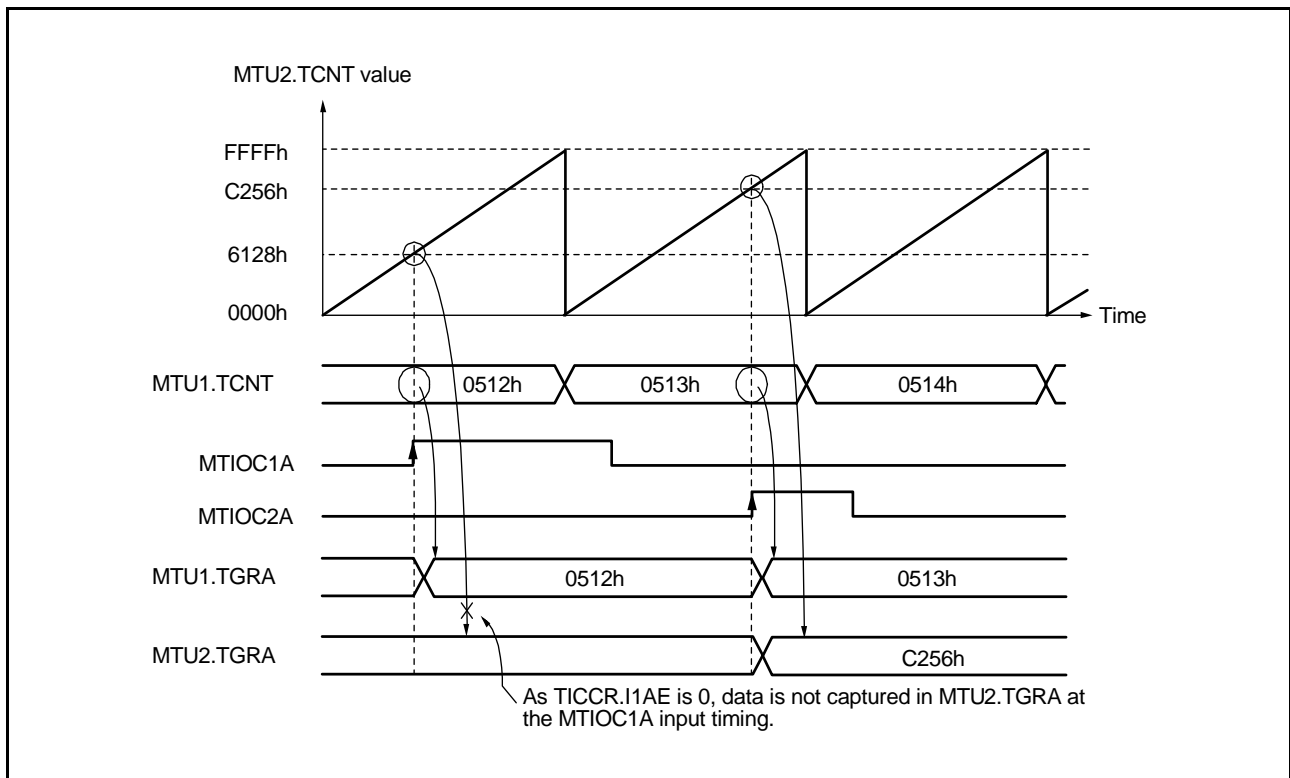 MTU2.TCNT value
FFFFh
C256h
6128h
0000h
Time
MTU1.TCNT
0512h
0513h
0514h
MTIOC1A
MTIOC2A
MTU1.TGRA
0512h
0513h
MTU2.TGRA
C256h
As TICCR.I1AE is 0, data is not captured in MTU2.TGRA at
the MTIOC1A input timing.